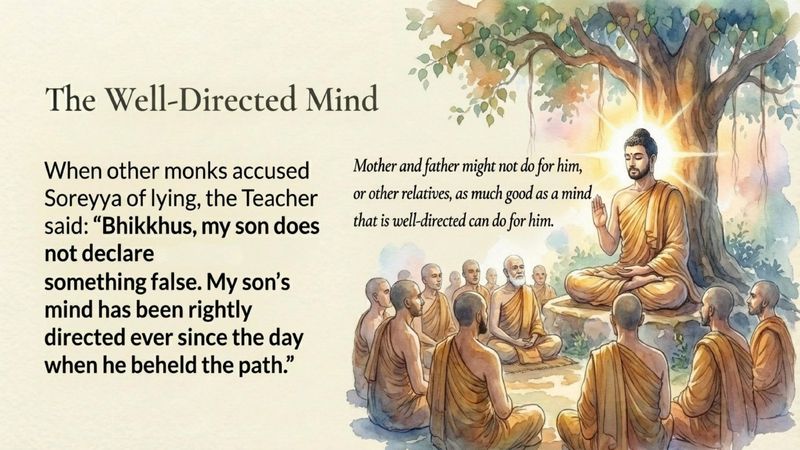 The Well-Directed Mind
When other monks accused
Soreyya of lying, the Teacher
said: “Bhikkhus, my son does
not declare
something false. My son’s
mind has been rightly
directed ever since the day
when he beheld the path.”
Mother and father might not do for him,
or other relatives, as much good as a mind
that is well-directed can do for him.